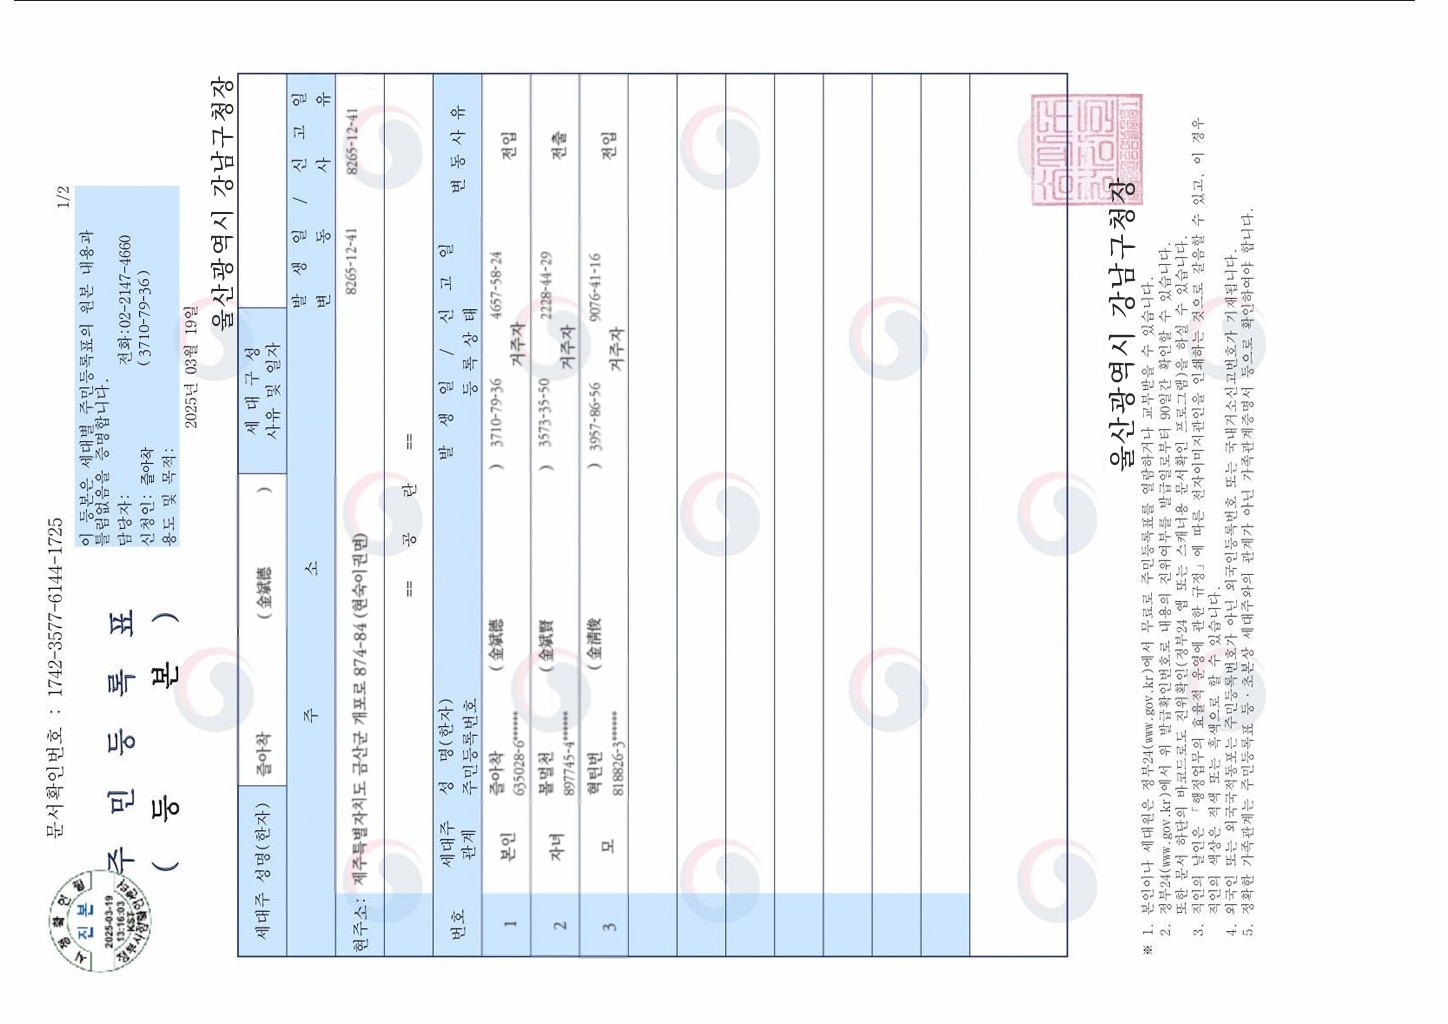 문서확인번호 : 1742-3577-6144-1725
1/2
주 민 등 록 표
( 등 본 )
이 등본은 세대별 주민등록표의 원본 내용과
틀림없음을 증명합니다.
담당자: 전화:02-2147-4660
신청인: 즐아착 (3710-79-36)
용도 및 목적:
2025년 03월 19일
울산광역시 강남구청장
시 정 확 인 필
진 본
2025-03-19
13:16:03
KST
세대주 성명(한자) 즐아착 ( 金斌德 ) 세 대 구 성
사유 및 일자
주 소 발 생 일 / 신 고 일
변 동 사 유
현주소: 제주특별자치도 금산군 개포로 874-84 (현숙이권면) 8265-12-41 8265-12-41
== 공 란 ==
번호 세대주
관계 성 명(한자)
주민등록번호 발 생 일 / 신 고 일
등 록 상 태 변 동 사 유
1 본인 즐아착 ( 金斌德 ) 3710-79-36 4657-58-24 전입
635028-6****** 거주자
2 자녀 볼멀천 ( 金斌賢 ) 3573-35-50 2228-44-29 전출
897745-4****** 거주자
3 모 혁틴번 ( 金清俊 ) 3957-86-56 9076-41-16 전입
818826-3****** 거주자
울산광역시 강남구청장
※ 1. 본인이나 세대원은 정부24(www.gov.kr)에서 무료로 주민등록표를 열람하거나 교부받을 수 있습니다.
2. 정부24(www.gov.kr)에서 위 발급확인번호로 내용의 진위여부를 발급일로부터 90일간 확인할 수 있습니다.
또한 문서 하단의 바코드로도 진위확인(정부24 앱 또는 스캐너용 문서확인 프로그램)을 하실 수 있습니다.
3. 직인의 날인은 「행정업무의 효율적 운영에 관한 규정」에 따른 전자이미지관인을 인쇄하는 것으로 갈음할 수 있고, 이 경우
직인의 색상은 적색 또는 흑색으로 할 수 있습니다.
4. 외국인 또는 외국국적동포는 주민등록번호가 아닌 외국인등록번호 또는 국내거소신고번호가 기재됩니다.
5. 정확한 가족관계는 주민등록표 등·초본상 세대주와의 관계가 아닌 가족관계증명서 등으로 확인하여야 합니다.